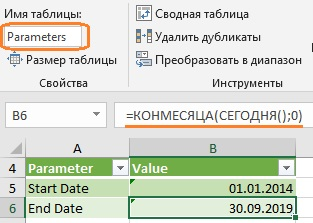 Имя таблицы:
Parameters
Размер таблицы
Свойства
Сводная таблица
Удалить дубликаты
Преобразовать в диапазон
Инструменты
B6
=КОНМЕСЯЦА(СЕГОДНЯ();0)
A B
4 Parameter Value
5 Start Date 01.01.2014
6 End Date 30.09.2019